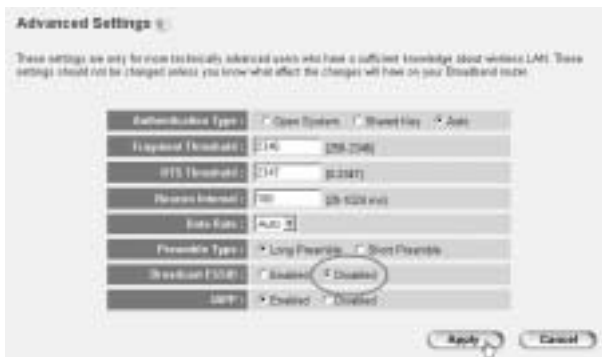 Advanced Settings
These settings are only for more technically advanced users who have a sufficient knowledge about wireless LAN. These
settings should not be changed unless you know what effect the changes will have on your Broadband router.
Authentication Type : Open System Shared Key Auto
Fragment Threshold : 2346 (256-2346)
RTS Threshold : 2347 (0-2347)
Beacon Interval : 100 (20-1024 ms)
Data Rate : Auto
Preamble Type : Long Preamble Short Preamble
Broadcast ESSID : Enabled Disabled
IAPP : Enabled Disabled
Apply Cancel